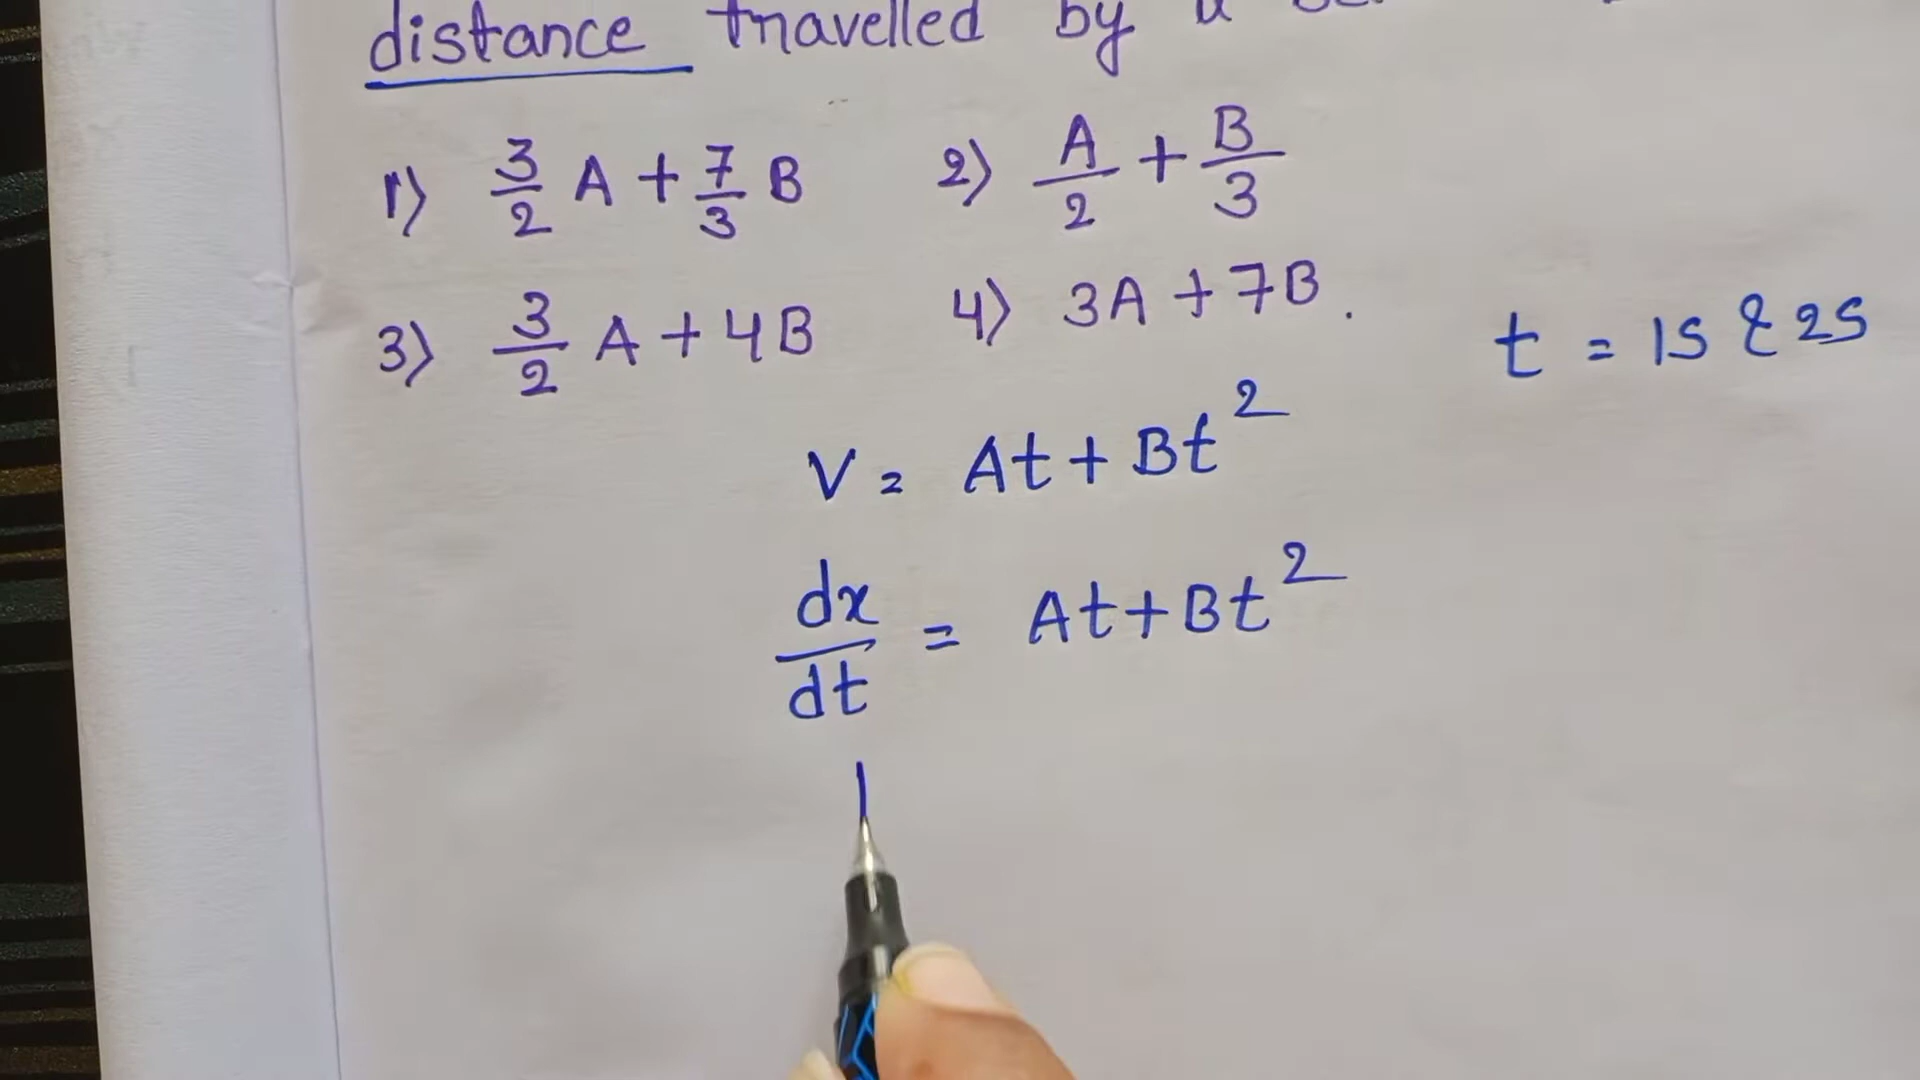 distance travelled by a
1) 3/2 A + 7/3 B
2) A/2 + B/3
3) 3/2 A + 4B
4) 3A + 7B.
t = 1s & 2s
V = At + Bt²
dx/dt = At + Bt²